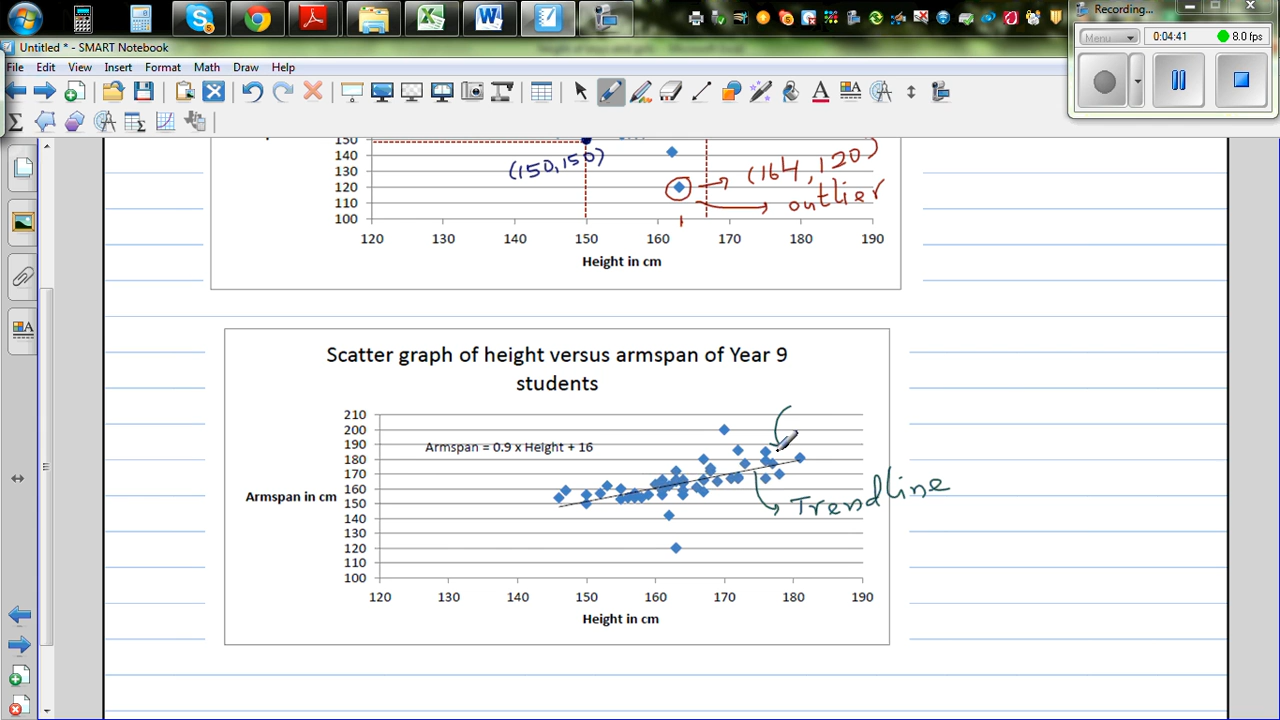 Recording...
Untitled * - SMART Notebook
Menu
0:04:41
8.0 fps
File Edit View Insert Format Math Draw Help
150
140
130
120
110
100
(150,150)
(164,120)
outlier
120 130 140 150 160 170 180 190
Height in cm
Scatter graph of height versus armspan of Year 9
students
210
200
190
180
170
160
150
140
130
120
110
100
Armspan = 0.9 x Height + 16
Armspan in cm
Trendline
120 130 140 150 160 170 180 190
Height in cm